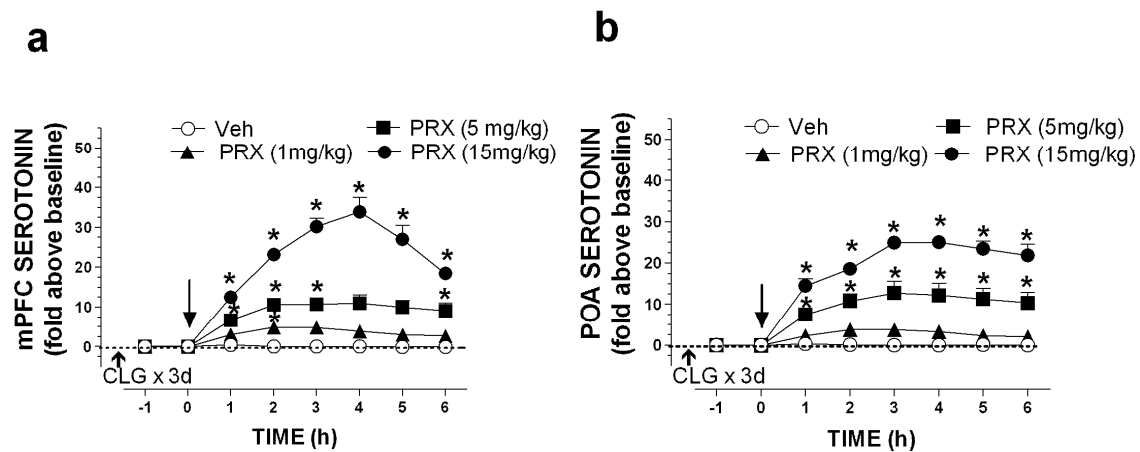 a
mPFC SEROTONIN
(fold above baseline)
Veh
PRX (5 mg/kg)
PRX (1mg/kg)
PRX (15mg/kg)
50
40
30
20
10
0
* * * * * *
* * * *
*
CLG x 3d
-1 0 1 2 3 4 5 6
TIME (h)
b
POA SEROTONIN
(fold above baseline)
Veh
PRX (5mg/kg)
PRX (1mg/kg)
PRX (15mg/kg)
50
40
30
20
10
0
* * * * * *
* * * * * *
CLG x 3d
-1 0 1 2 3 4 5 6
TIME (h)